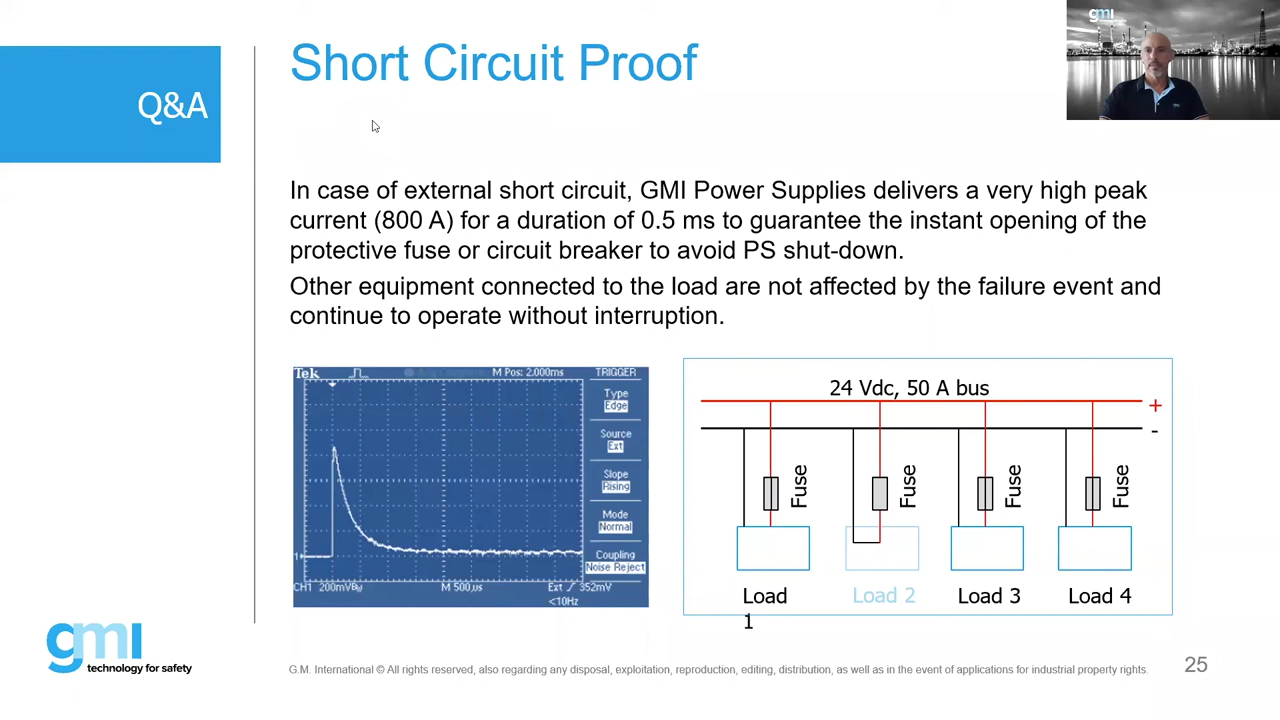 Short Circuit Proof
gmi
Q&A
In case of external short circuit, GMI Power Supplies delivers a very high peak
current (800 A) for a duration of 0.5 ms to guarantee the instant opening of the
protective fuse or circuit breaker to avoid PS shut-down.
Other equipment connected to the load are not affected by the failure event and
continue to operate without interruption.
Tek
M Pos: 2.000ms
TRIGGER
Type
Edge
Source
Ext
Slope
Rising
Mode
Normal
Coupling
Noise Reject
1
CH1 200mVBw
M 500µs
Ext
352mV
<10Hz
24 Vdc, 50 A bus
+
-
Fuse
Fuse
Fuse
Fuse
Load
1
Load 2
Load 3
Load 4
gmi
technology for safety
G.M. International © All rights reserved, also regarding any disposal, exploitation, reproduction, editing, distribution, as well as in the event of applications for industrial property rights.
25